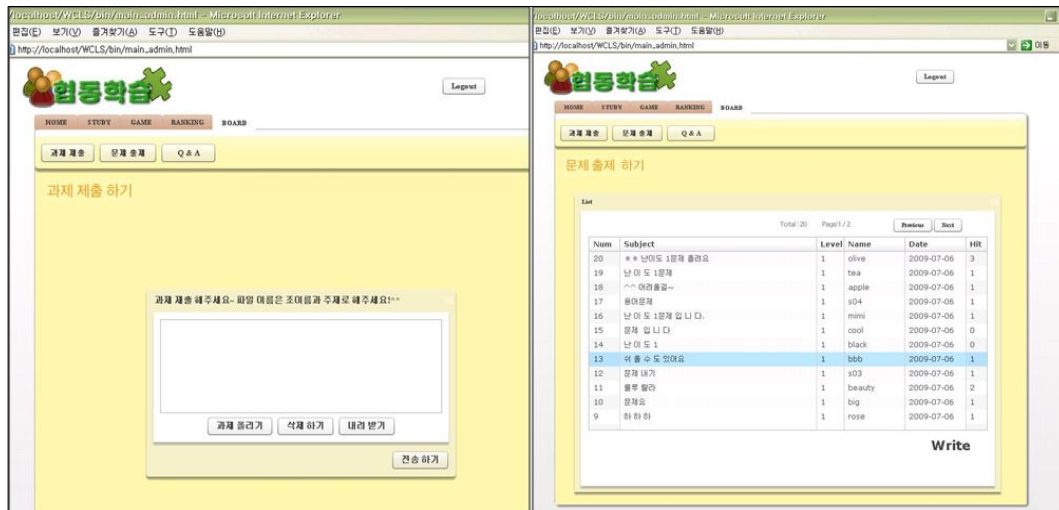 /localhost/WCLS/bin/main_admin.html - Microsoft Internet Explorer
편집(E) 보기(V) 즐겨찾기(A) 도구(T) 도움말(H)
http://localhost/WCLS/bin/main_admin.html
협동학습
Logout
HOME STUDY GAME RANKING BOARD
과제 제출 문제 출제 Q & A
과제 제출 하기
과제 제출 해주세요~ 파일 이름은 조이름과 주제로 해주세요!^^
과제 올리기 삭제 하기 내려 받기
전송 하기
/localhost/WCLS/bin/main_admin.html - Microsoft Internet Explorer
편집(E) 보기(V) 즐겨찾기(A) 도구(T) 도움말(H)
http://localhost/WCLS/bin/main_admin.html 이동
협동학습
Logout
HOME STUDY GAME RANKING BOARD
과제 제출 문제 출제 Q & A
문제 출제 하기
List
Total : 20 Page/1 / 2 Previous Next
Num Subject Level Name Date Hit
20 ㅎㅎ 난이도 1문제 올려요 1 olive 2009-07-06 3
19 난 이 도 1문제 1 tea 2009-07-06 1
18 ^^ 어려울걸~ 1 apple 2009-07-06 1
17 용어문제 1 s04 2009-07-06 1
16 난 이 도 1문제 입 니 다. 1 mimi 2009-07-06 1
15 문제 입 니 다 1 cool 2009-07-06 0
14 난 이 도 1 1 black 2009-07-06 0
13 쉬 울 수 도 있어요 1 bbb 2009-07-06 1
12 문제 내기 1 s03 2009-07-06 1
11 룰루 랄라 1 beauty 2009-07-06 2
10 문제요 1 big 2009-07-06 1
9 하 하 하 1 rose 2009-07-06 1
Write